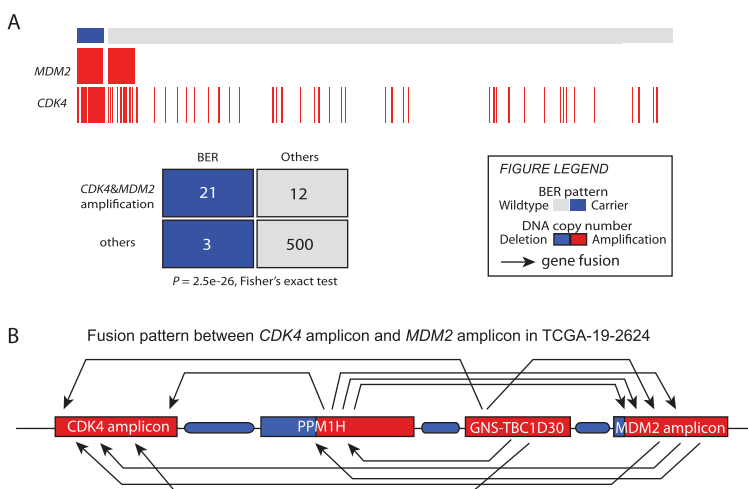 A
MDM2
CDK4
BER Others
CDK4&MDM2 amplification 21 12
others 3 500
P = 2.5e-26, Fisher's exact test
FIGURE LEGEND
BER pattern
Wildtype Carrier
DNA copy number
Deletion Amplification
gene fusion
B
Fusion pattern between CDK4 amplicon and MDM2 amplicon in TCGA-19-2624
CDK4 amplicon PPM1H GNS-TBC1D30 MDM2 amplicon